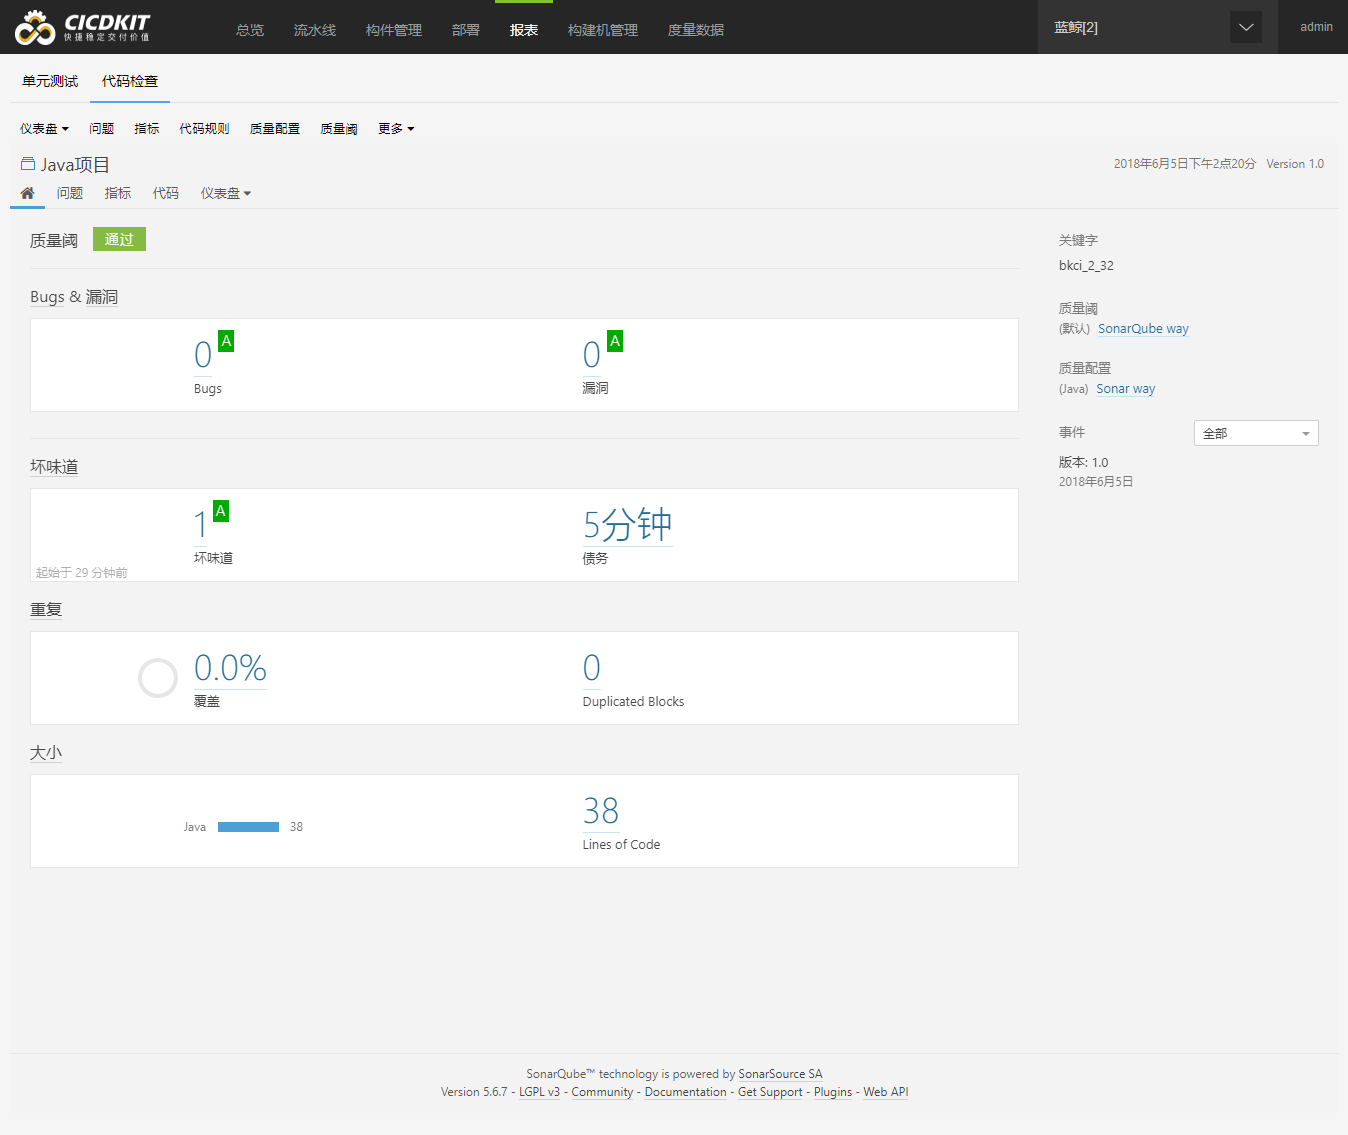 CICDKIT
快捷稳定交付价值
总览 流水线 构件管理 部署 报表 构建机管理 度量数据
蓝鲸[2]
admin
单元测试 代码检查
仪表盘 问题 指标 代码规则 质量配置 质量阈 更多
Java项目
2018年6月5日下午2点20分 Version 1.0
问题 指标 代码 仪表盘
质量阈 通过
关键字
bkci_2_32
Bugs & 漏洞
0 A
Bugs
0 A
漏洞
质量阈
(默认) SonarQube way
质量配置
(Java) Sonar way
事件 全部
版本: 1.0
2018年6月5日
坏味道
1 A
坏味道
5分钟
债务
起始于 29 分钟前
重复
0.0%
覆盖
0
Duplicated Blocks
大小
Java 38
38
Lines of Code
SonarQube™ technology is powered by SonarSource SA
Version 5.6.7 - LGPL v3 - Community - Documentation - Get Support - Plugins - Web API